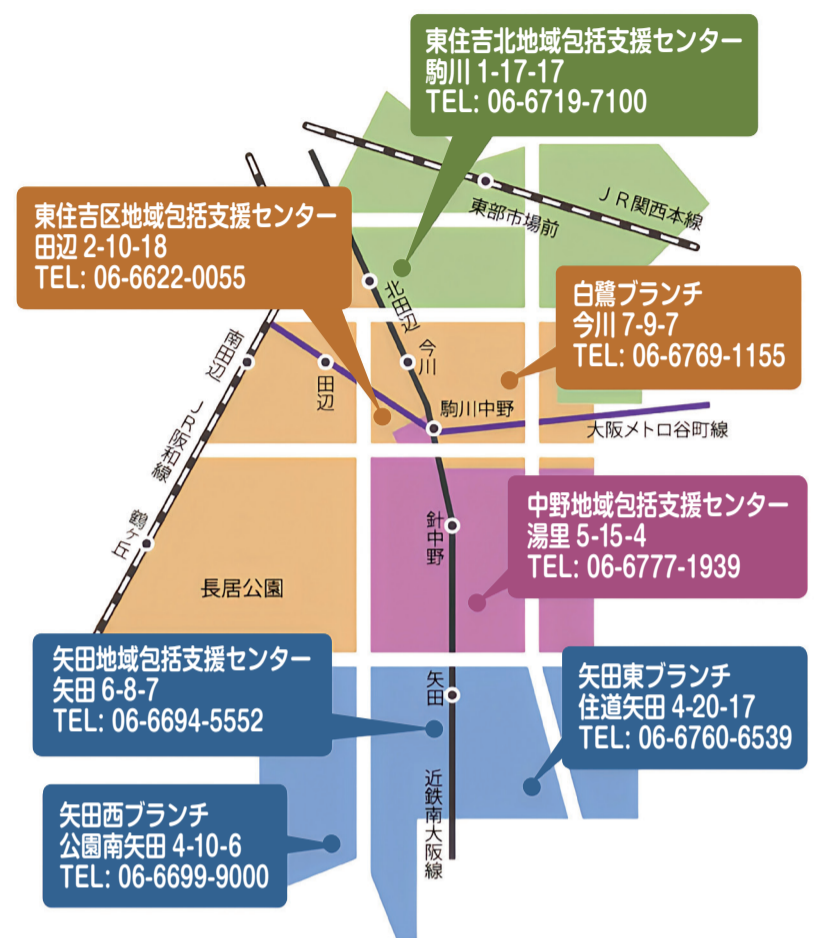 東住吉北地域包括支援センター
駒川 1-17-17
TEL: 06-6719-7100
JR関西本線
東部市場前
東住吉区地域包括支援センター
田辺 2-10-18
TEL: 06-6622-0055
北田辺
白鷺ブランチ
今川 7-9-7
TEL: 06-6769-1155
南田辺
田辺
今川
駒川中野
大阪メトロ谷町線
JR阪和線
鶴ヶ丘
針中野
中野地域包括支援センター
湯里 5-15-4
TEL: 06-6777-1939
長居公園
矢田地域包括支援センター
矢田 6-8-7
TEL: 06-6694-5552
矢田
矢田東ブランチ
住道矢田 4-20-17
TEL: 06-6760-6539
近鉄南大阪線
矢田西ブランチ
公園南矢田 4-10-6
TEL: 06-6699-9000